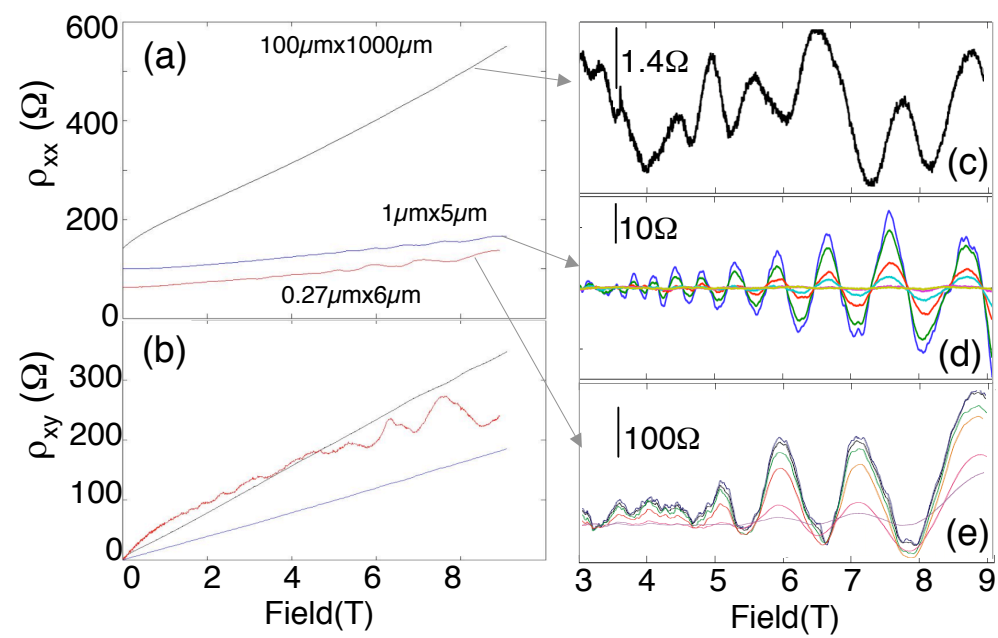 600
400
200
0
ρxx (Ω)
(a)
100µmx1000µm
1µmx5µm
0.27µmx6µm
300
200
100
0
ρxy (Ω)
(b)
0 2 4 6 8
Field(T)
1.4Ω
(c)
10Ω
(d)
100Ω
(e)
3 4 5 6 7 8 9
Field(T)